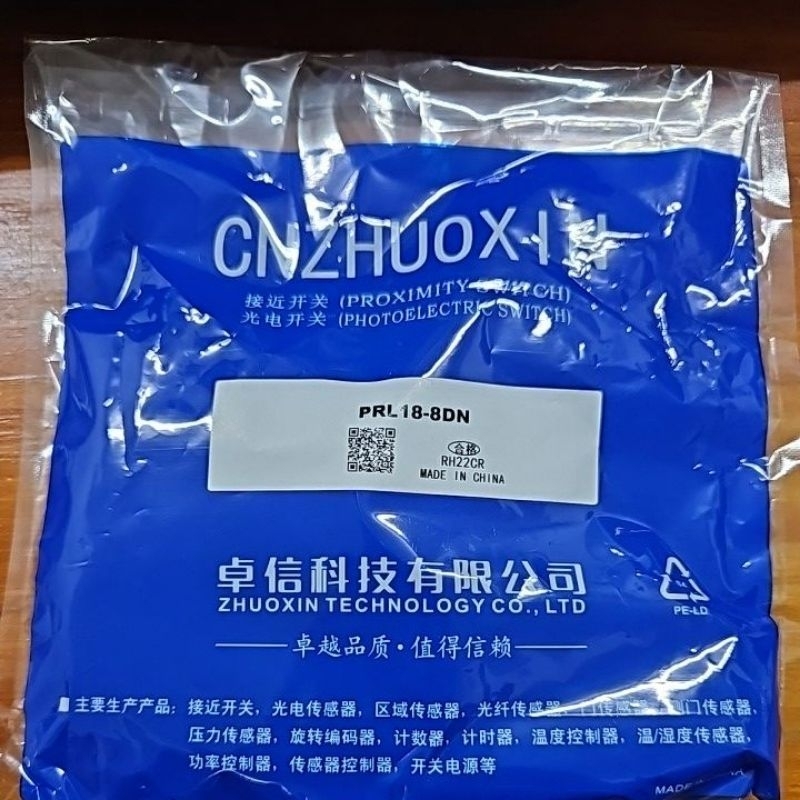 CNZHUOXIN
接近开关 (PROXIMITY SWITCH)
光电开关 (PHOTOELECTRIC SWITCH)
PRL18-8DN
合格
RH22CR
MADE IN CHINA
卓信科技有限公司
ZHUOXIN TECHNOLOGY CO., LTD
PE-LD
卓越品质·值得信赖
主要生产产品: 接近开关, 光电传感器, 区域传感器, 光纤传感器, 门传感器,
压力传感器, 旋转编码器, 计数器, 计时器, 温度控制器, 温/湿度传感器,
功率控制器, 传感器控制器, 开关电源等
MADE